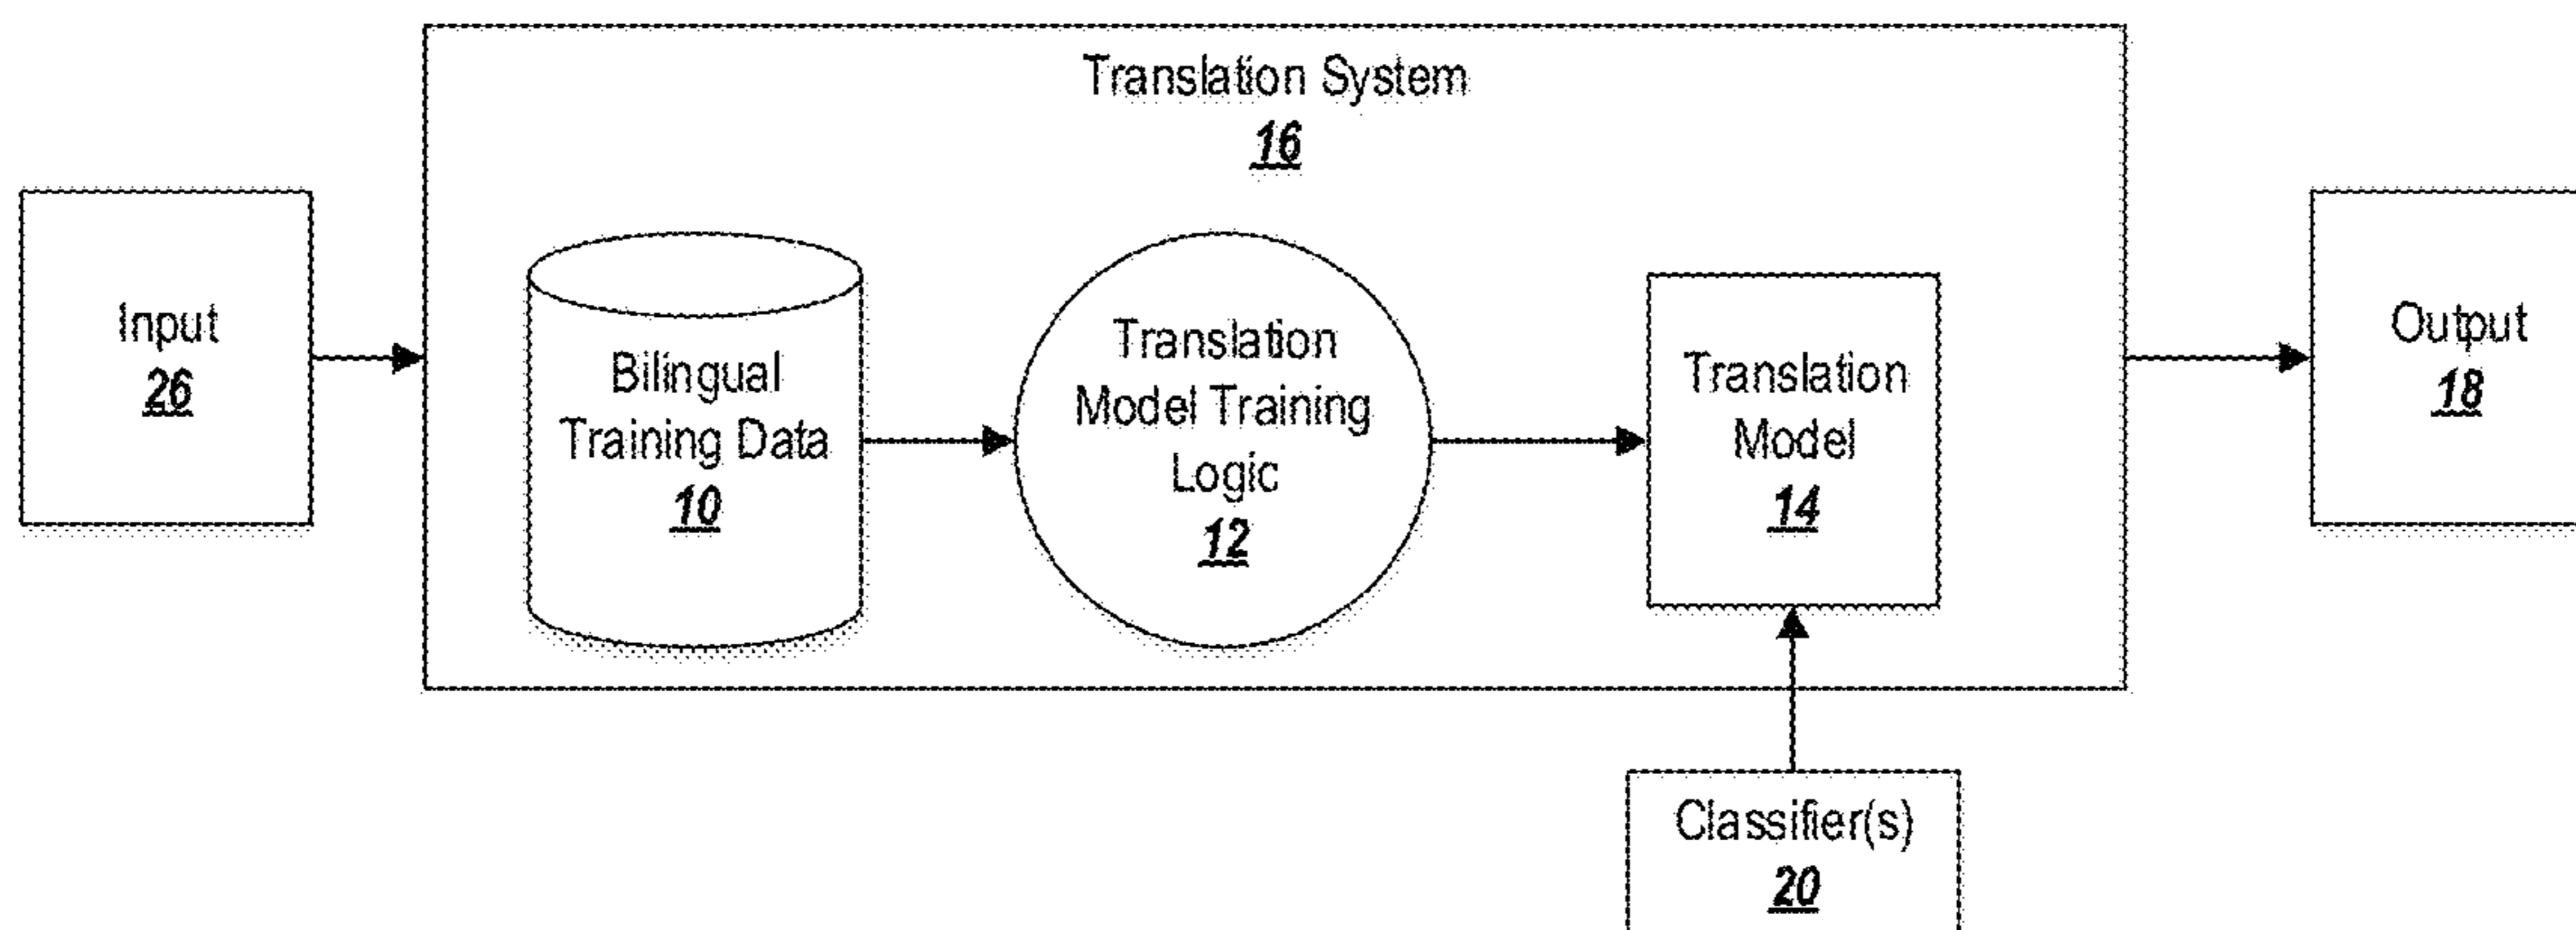 Translation System
16
Input
26
Bilingual
Training Data
10
Translation
Model Training
Logic
12
Translation
Model
14
Output
18
Classifier(s)
20